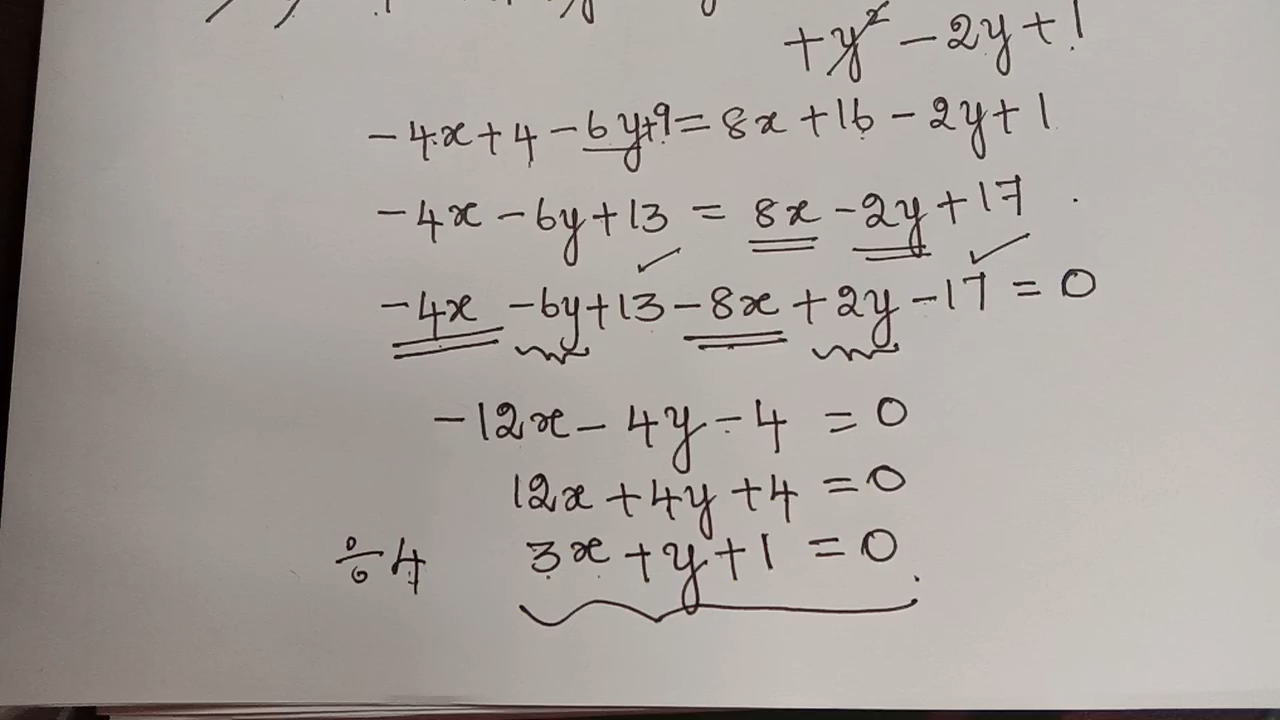 +y² - 2y + 1
-4x + 4 - 6y + 9 = 8x + 16 - 2y + 1
-4x - 6y + 13 = 8x - 2y + 17
-4x - 6y + 13 - 8x + 2y - 17 = 0
-12x - 4y - 4 = 0
12x + 4y + 4 = 0
÷4 3x + y + 1 = 0